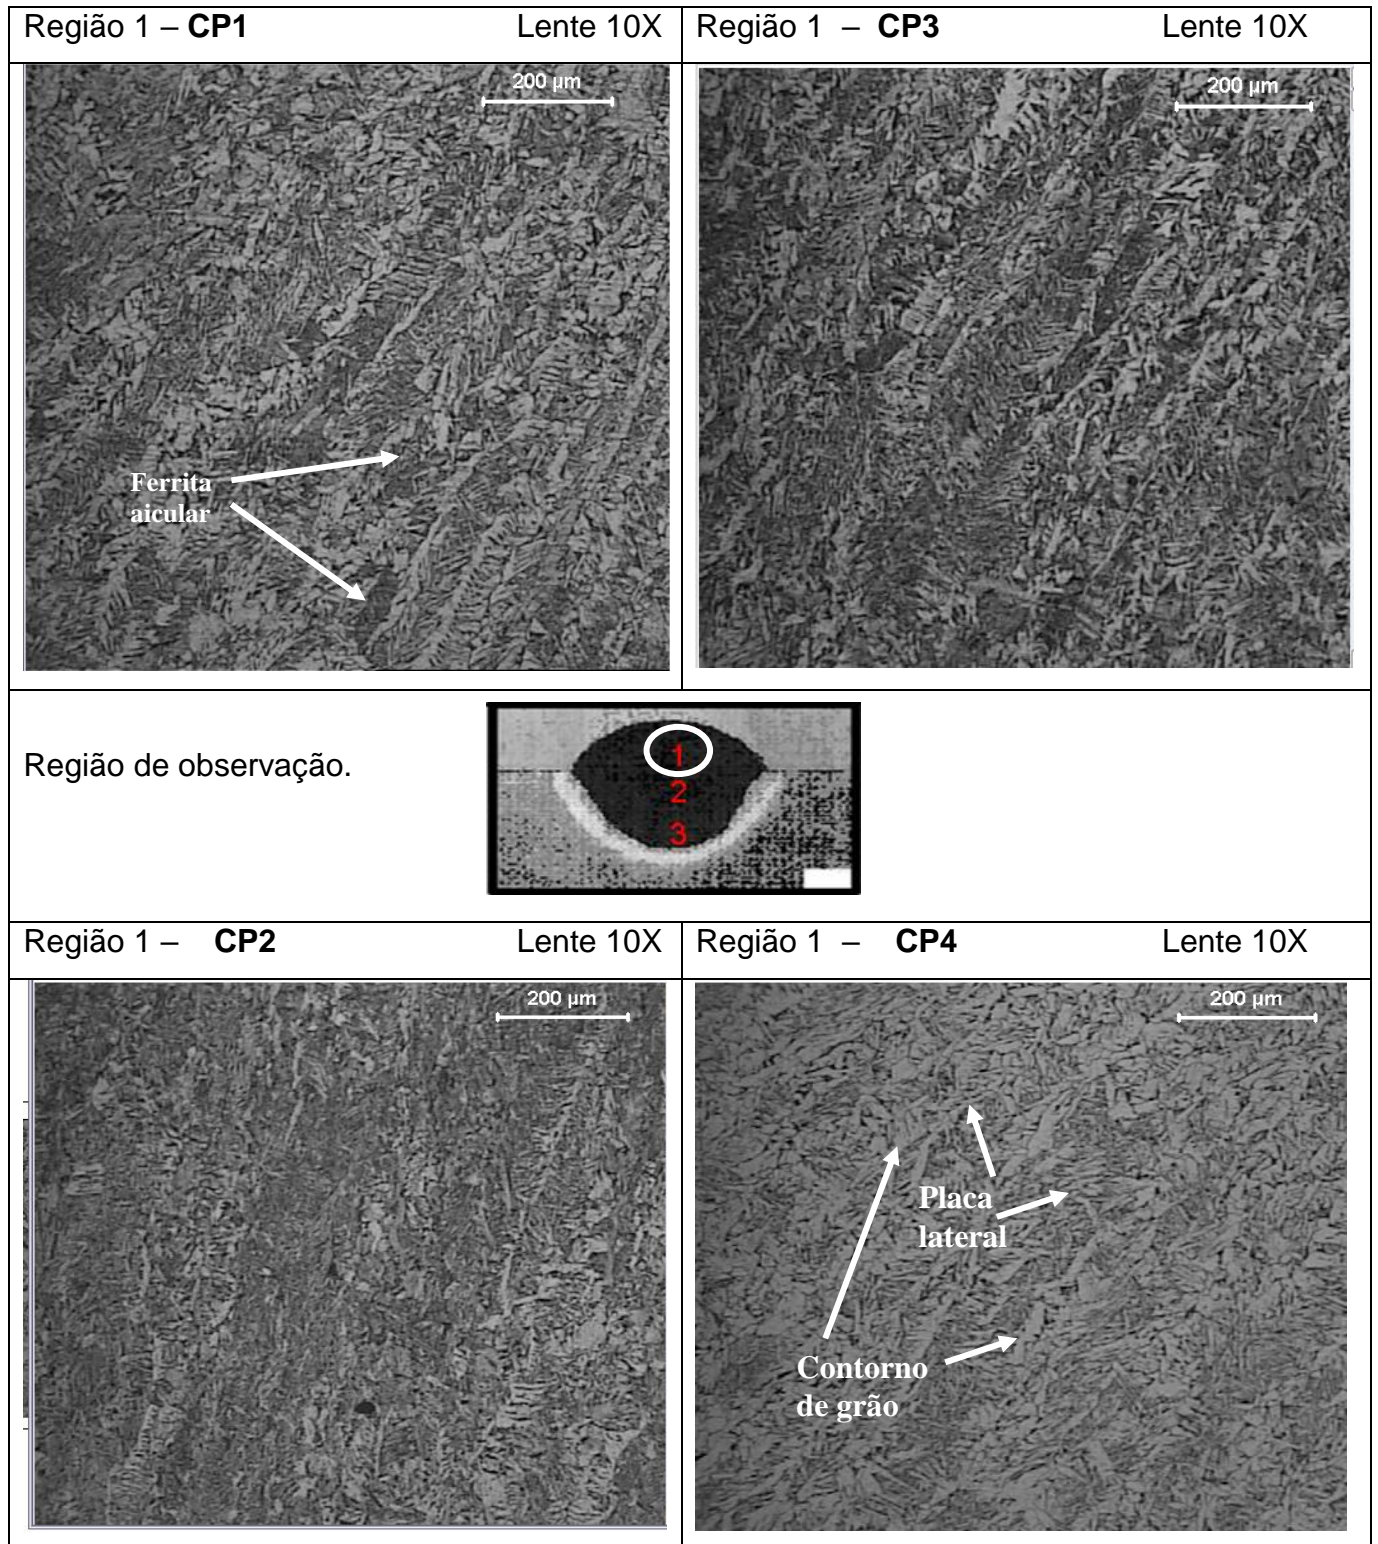 Região 1 – CP1 Lente 10X
Região 1 – CP3 Lente 10X
200 µm
200 µm
Ferrita
aicular
Região de observação.
1
2
3
Região 1 – CP2 Lente 10X
Região 1 – CP4 Lente 10X
200 µm
200 µm
Placa
lateral
Contorno
de grão